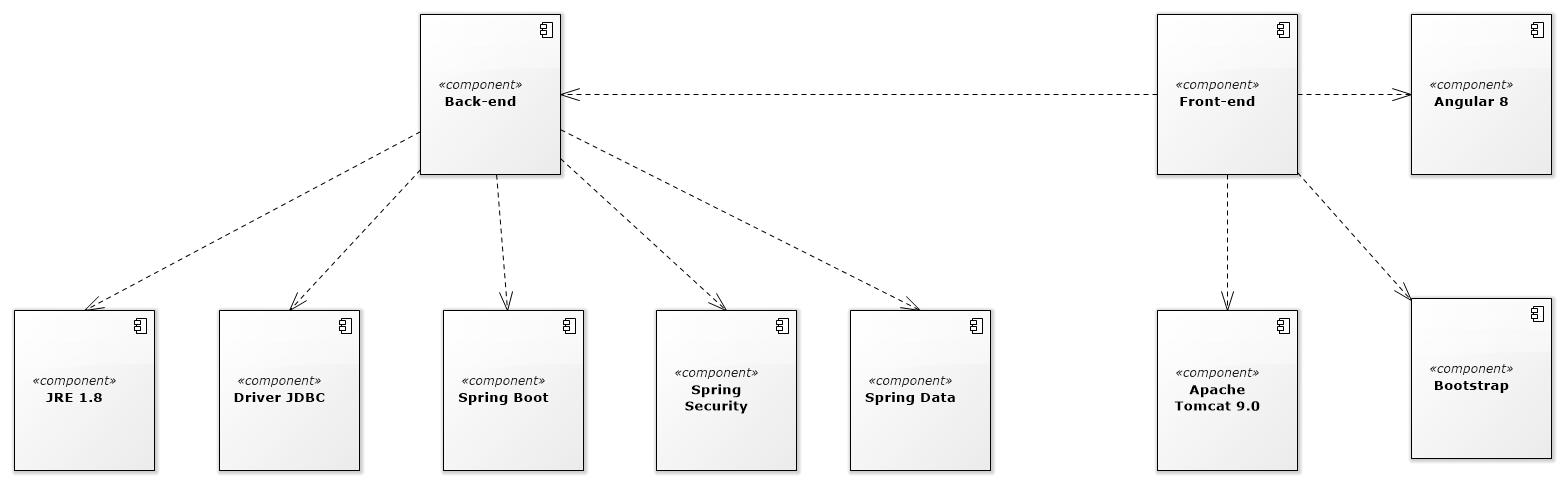 «component»
Back-end
«component»
Front-end
«component»
Angular 8
«component»
JRE 1.8
«component»
Driver JDBC
«component»
Spring Boot
«component»
Spring
Security
«component»
Spring Data
«component»
Apache
Tomcat 9.0
«component»
Bootstrap